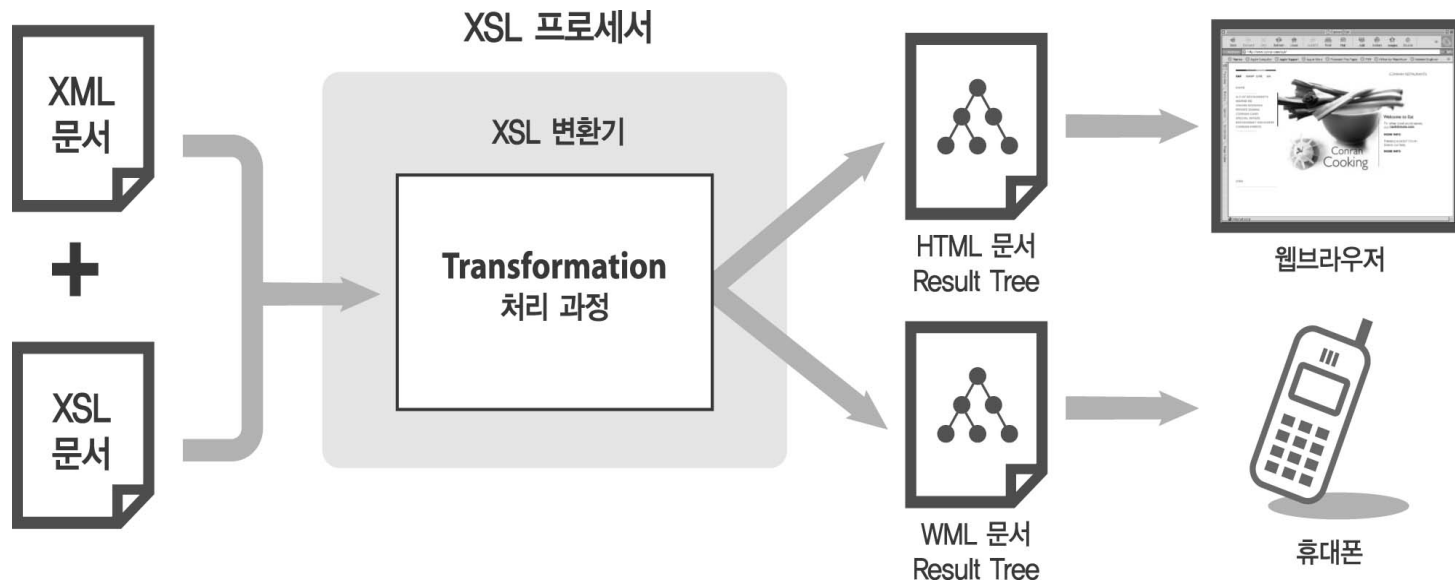 XSL 프로세서
XML
문서
XSL
문서
XSL 변환기
Transformation
처리 과정
HTML 문서
Result Tree
Conran
Cooking
웹브라우저
WML 문서
Result Tree
휴대폰